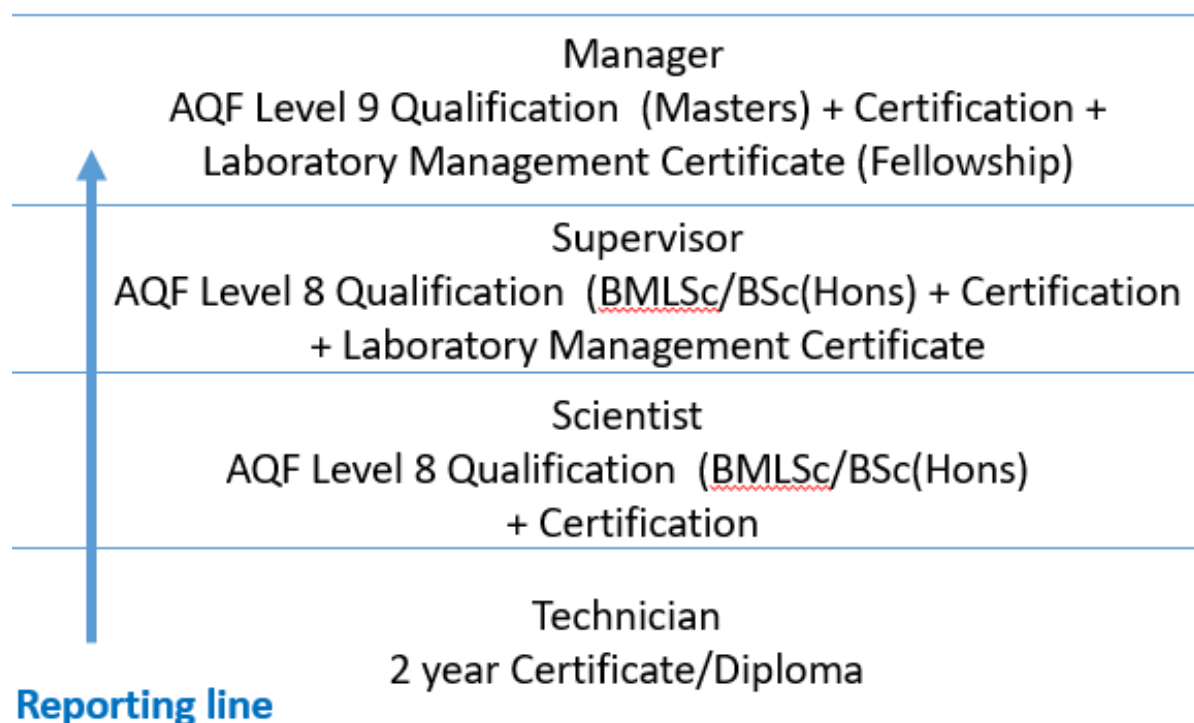 Manager
AQF Level 9 Qualification (Masters) + Certification +
Laboratory Management Certificate (Fellowship)
Supervisor
AQF Level 8 Qualification (BMLSc/BSc(Hons) + Certification
+ Laboratory Management Certificate
Scientist
AQF Level 8 Qualification (BMLSc/BSc(Hons)
+ Certification
Technician
2 year Certificate/Diploma
Reporting line